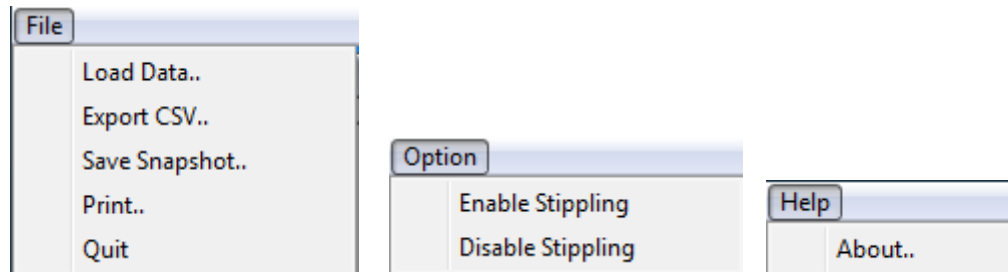 File
Load Data..
Export CSV..
Save Snapshot..
Print..
Quit
Option
Enable Stippling
Disable Stippling
Help
About..